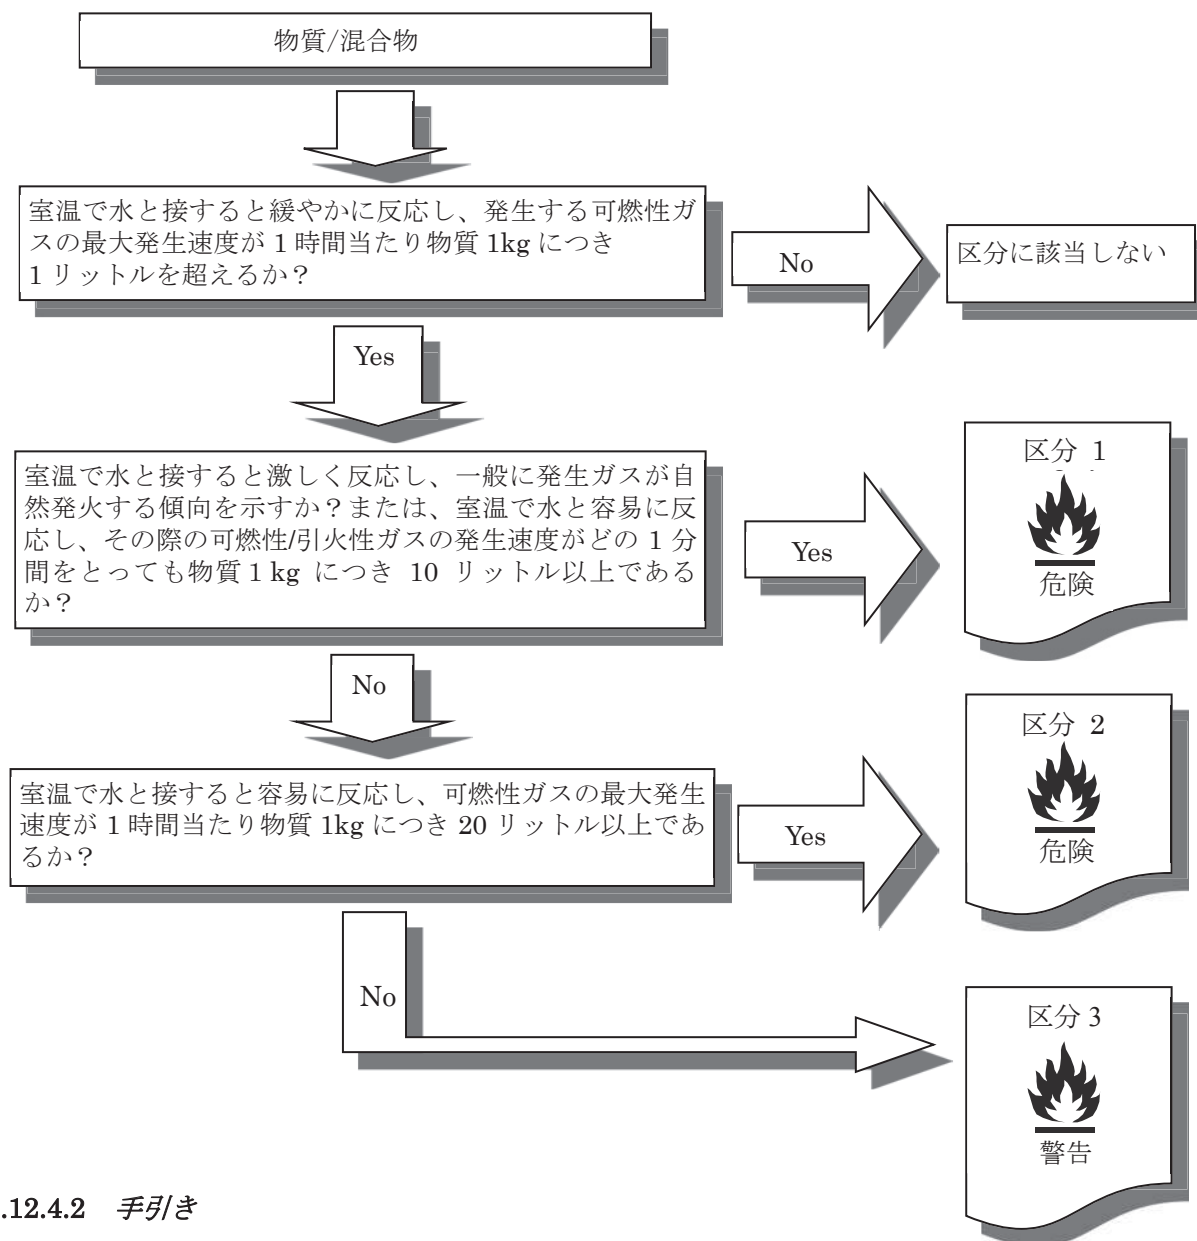 物質/混合物
室温で水と接すると緩やかに反応し、発生する可燃性ガ
スの最大発生速度が 1 時間当たり物質 1kg につき
1 リットルを超えるか？
No
区分に該当しない
Yes
室温で水と接すると激しく反応し、一般に発生ガスが自
然発火する傾向を示すか？または、室温で水と容易に反
応し、その際の可燃性/引火性ガスの発生速度がどの 1 分
間をとっても物質 1 kg につき 10 リットル以上である
か？
Yes
区分 1
危険
No
室温で水と接すると容易に反応し、可燃性ガスの最大発生
速度が 1 時間当たり物質 1kg につき 20 リットル以上であ
るか？
Yes
区分 2
危険
No
区分 3
警告
.12.4.2 手引き